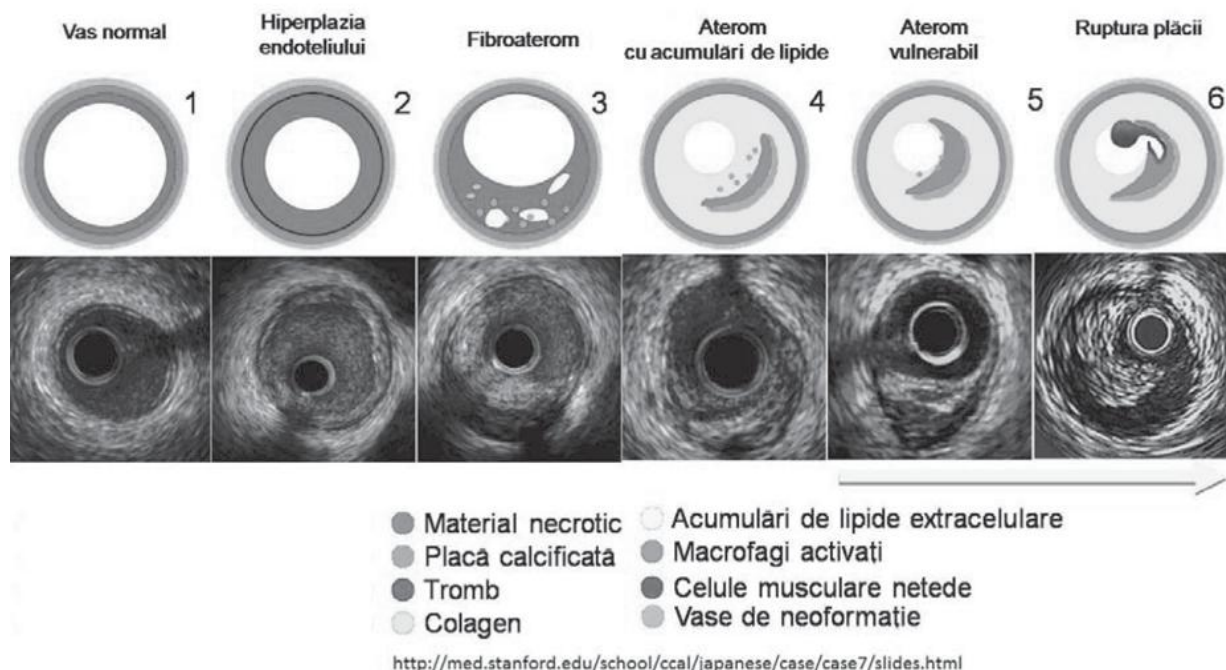 Vas normal
Hiperplazia
endoteliului
Fibroaterom
Aterom
cu acumulări de lipide
Aterom
vulnerabil
Ruptura plăcii
1
2
3
4
5
6
Material necrotic
Placă calcificată
Tromb
Colagen
Acumulări de lipide extracelulare
Macrofagi activați
Celule musculare netede
Vase de neoformație
http://med.stanford.edu/school/ccal/japanese/case/case7/slides.html